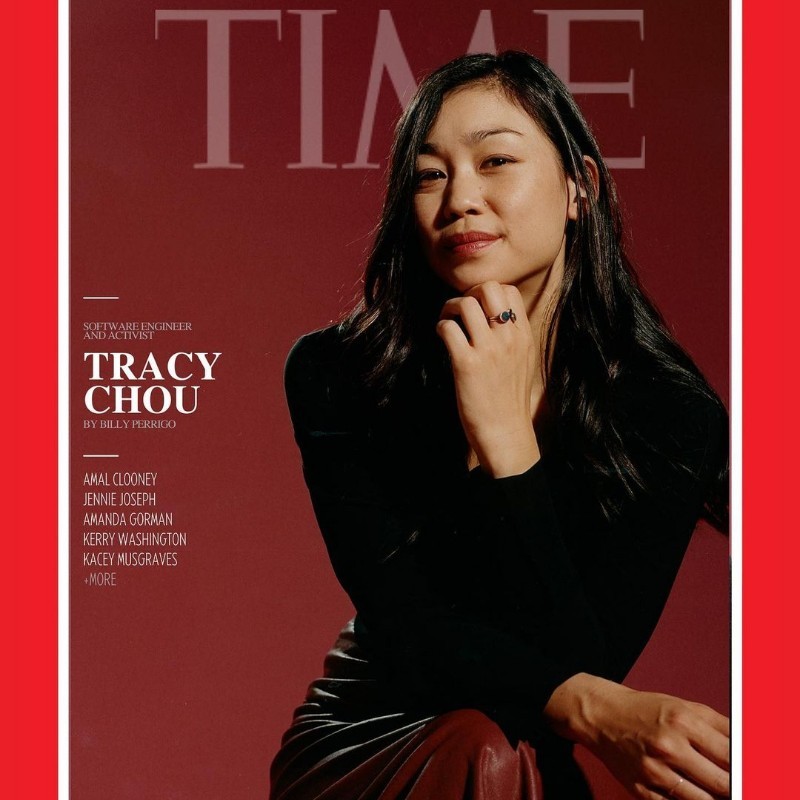 TIME
SOFTWARE ENGINEER
AND ACTIVIST
TRACY
CHOU
BY BILLY PERRIGO
AMAL CLOONEY
JENNIE JOSEPH
AMANDA GORMAN
KERRY WASHINGTON
KACEY MUSGRAVES
+MORE